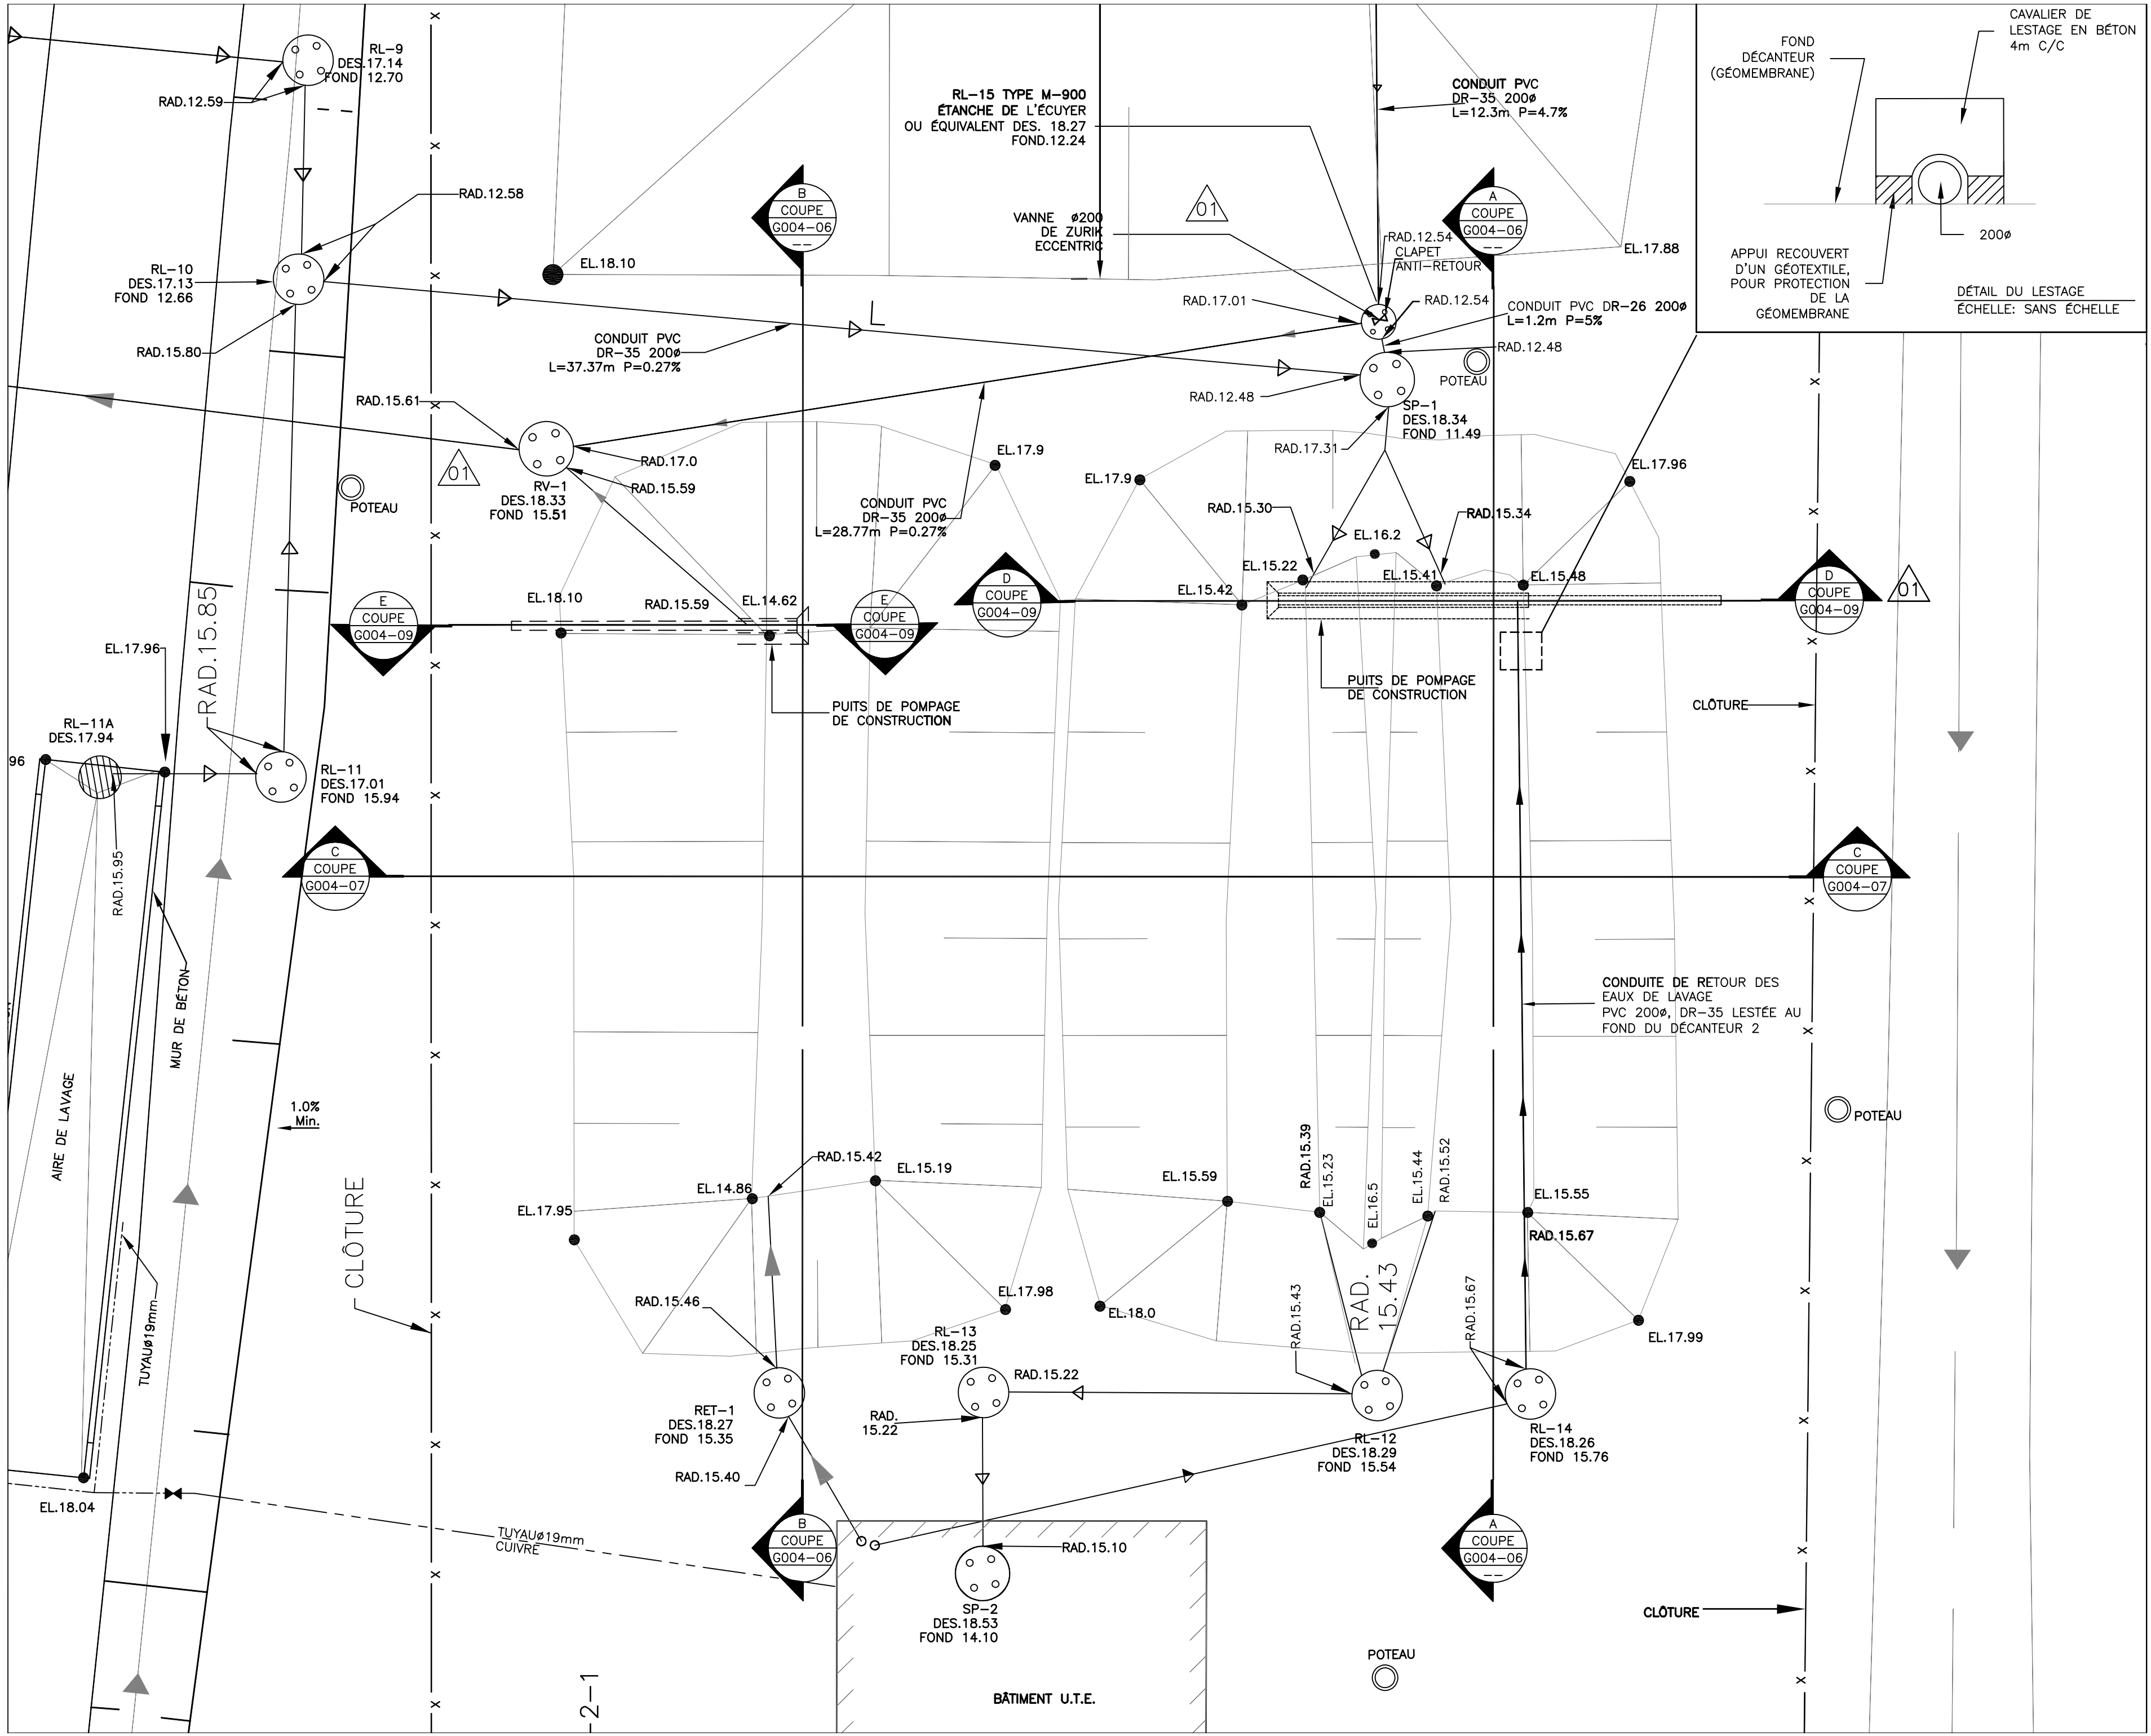 RL-9
DES.17.14
FOND 12.70
RAD.12.59
RAD.12.58
RL-10
DES.17.13
FOND 12.66
RAD.15.80
EL.18.10
B
COUPE
G004-06
--
RL-15 TYPE M-900
ÉTANCHE DE L'ÉCUYER
OU ÉQUIVALENT DES. 18.27
FOND.12.24
VANNE ø200
DE ZURIK
ECCENTRIC
01
CONDUIT PVC
DR-35 200ø
L=12.3m P=4.7%
A
COUPE
G004-06
--
RAD.12.54
CLAPET
ANTI-RETOUR
EL.17.88
RAD.17.01
RAD.12.54
CONDUIT PVC DR-26 200ø
L=1.2m P=5%
RAD.12.48
POTEAU
RAD.12.48
SP-1
DES.18.34
FOND 11.49
RAD.17.31
FOND
DÉCANTEUR
(GÉOMEMBRANE)
CAVALIER DE
LESTAGE EN BÉTON
4m C/C
200ø
APPUI RECOUVERT
D'UN GÉOTEXTILE,
POUR PROTECTION
DE LA
GÉOMEMBRANE
DÉTAIL DU LESTAGE
ÉCHELLE: SANS ÉCHELLE
CONDUIT PVC
DR-35 200ø
L=37.37m P=0.27%
RAD.15.61
01
RAD.17.0
RAD.15.59
RV-1
DES.18.33
FOND 15.51
POTEAU
EL.17.9
CONDUIT PVC
DR-35 200ø
L=28.77m P=0.27%
EL.17.9
EL.17.96
RAD.15.30
RAD.15.34
EL.16.2
EL.15.22
EL.15.41
EL.15.48
EL.15.42
D
COUPE
G004-09
D
COUPE
G004-09
01
E
COUPE
G004-09
EL.18.10
RAD.15.59
EL.14.62
E
COUPE
G004-09
PUITS DE POMPAGE
DE CONSTRUCTION
PUITS DE POMPAGE
DE CONSTRUCTION
CLÔTURE
RAD.15.85
EL.17.96
RL-11A
DES.17.94
96
RL-11
DES.17.01
FOND 15.94
RAD.15.95
C
COUPE
G004-07
C
COUPE
G004-07
MUR DE BÉTON
AIRE DE LAVAGE
CONDUITE DE RETOUR DES
EAUX DE LAVAGE
PVC 200ø, DR-35 LESTÉE AU
FOND DU DÉCANTEUR 2
1.0%
Min.
POTEAU
CLÔTURE
RAD.15.42
EL.15.19
EL.14.86
EL.17.95
EL.15.59
RAD.15.39
EL.15.23
EL.16.5
EL.15.44
RAD.15.52
EL.15.55
RAD.15.67
TUYAUø19mm
RAD.15.46
EL.17.98
EL.18.0
RAD.15.43
RAD.
15.43
RAD.15.67
EL.17.99
RL-13
DES.18.25
FOND 15.31
RAD.15.22
RET-1
DES.18.27
FOND 15.35
RAD.
15.22
RL-12
DES.18.29
FOND 15.54
RL-14
DES.18.26
FOND 15.76
RAD.15.40
EL.18.04
TUYAUø19mm
CUIVRE
B
COUPE
G004-06
RAD.15.10
A
COUPE
G004-06
--
SP-2
DES.18.53
FOND 14.10
CLÔTURE
POTEAU
BÂTIMENT U.T.E.
2-1